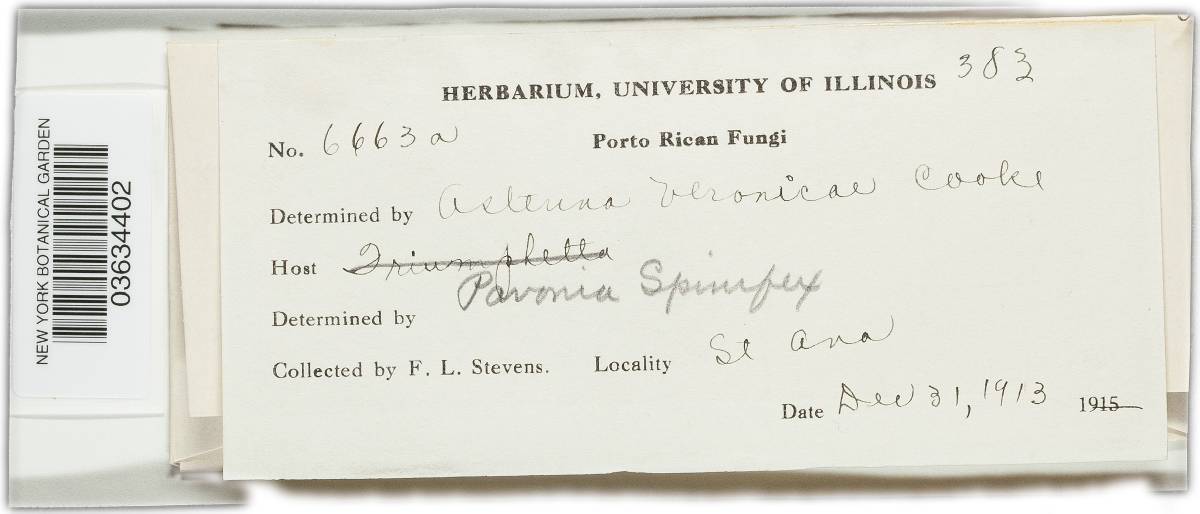 NEW YORK BOTANICAL GARDEN
03634402
383
HERBARIUM, UNIVERSITY OF ILLINOIS
No. 6663a Porto Rican Fungi
Determined by Asterina Veronicae Cooke
Host Triumphetta
Pavonia Spinifex
Determined by
Collected by F. L. Stevens. Locality St Ana
Date Dec 31, 1913 1915